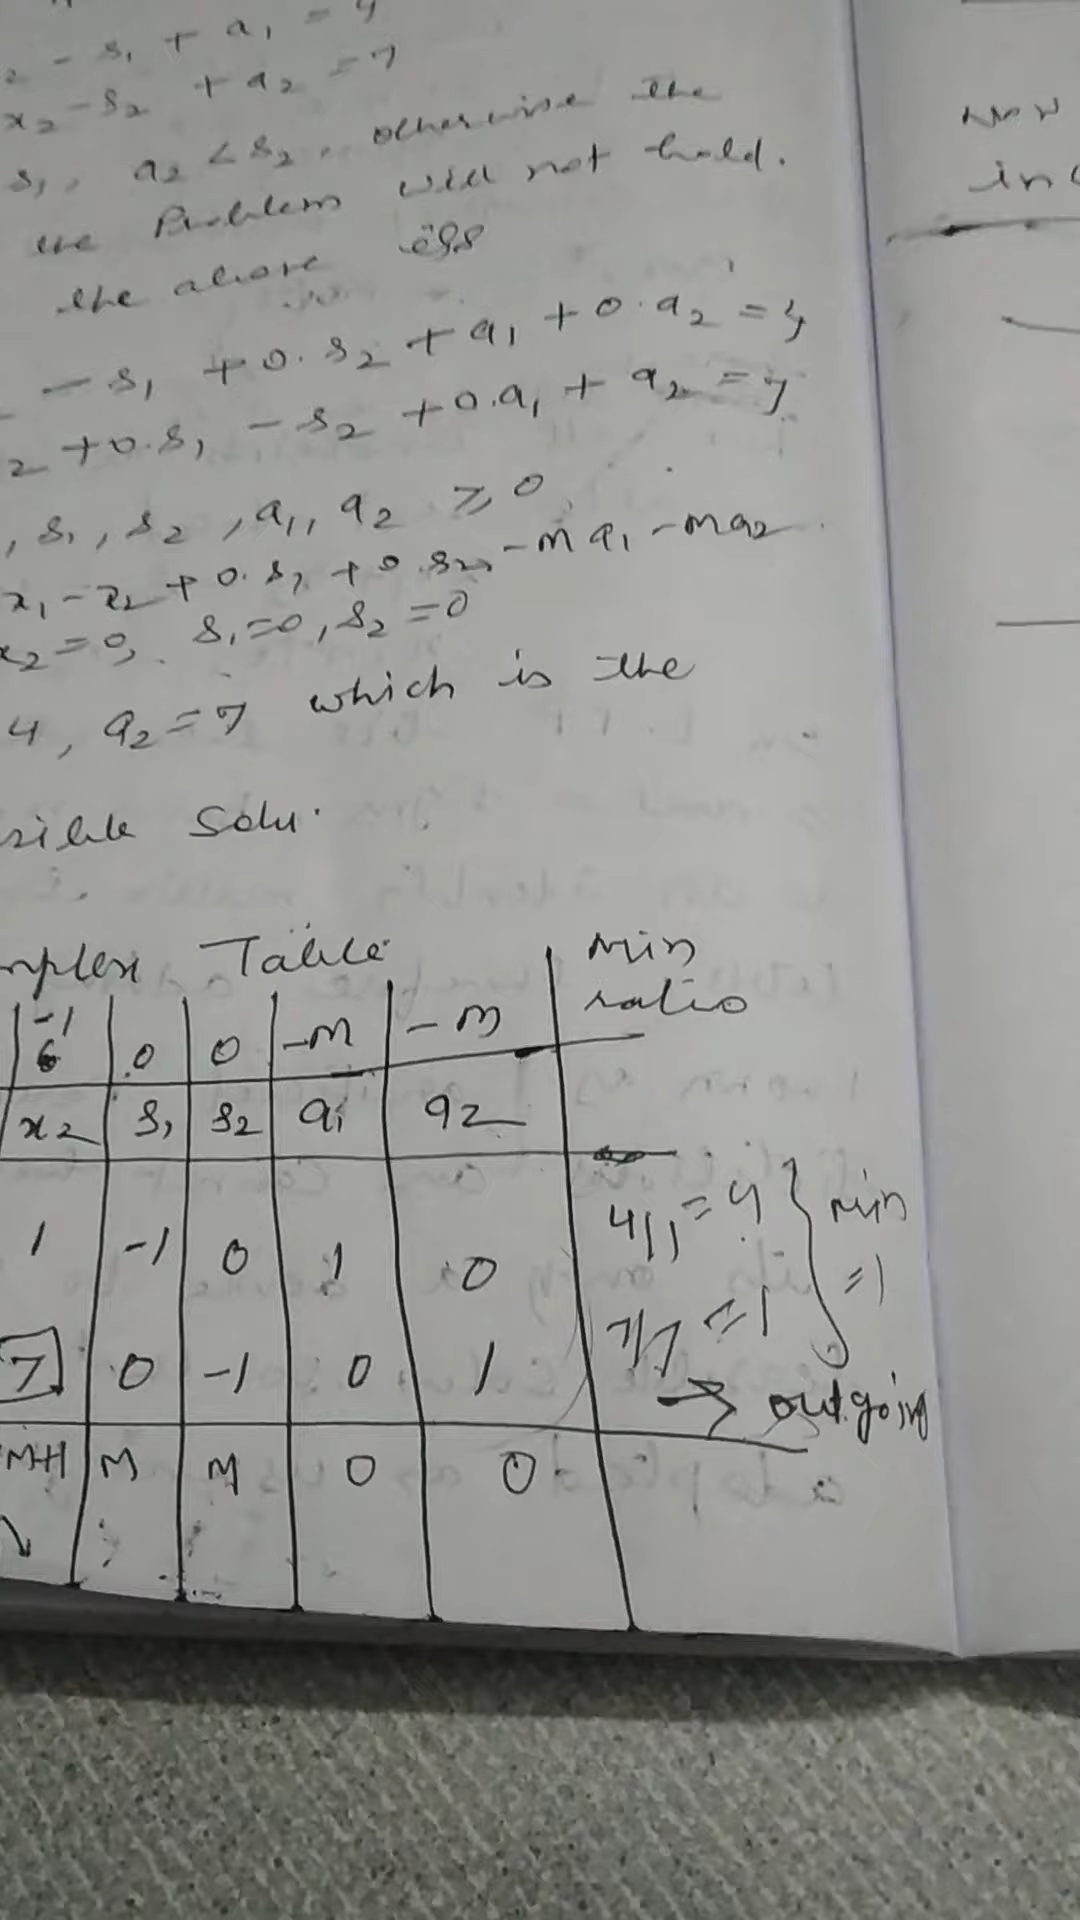 2 - s1 + a1 = 4
x2 - s2 + a2 = 7
s1, a2 < s2, otherwise the
the Problem will not hold.
the above
- s1 + 0.s2 + a1 + 0.a2 = 4
2 + 0.s1 - s2 + 0.a1 + a2 = 7
, s1, s2, a1, a2 ≥ 0
x1 - x2 + 0.s1 + 0.s2 - Ma1 - Ma2
x2 = 0, s1 = 0, s2 = 0
4, a2 = 7 which is the
sible Solu.
mplex Table
Min
ratio
-1 0 0 -M -M
x2 s1 s2 a1 a2
1 -1 0 1 0 4/1 = 4
min
= 1
7 0 -1 0 1 7/7 = 1
→ outgoing
M+1 M M 0 0